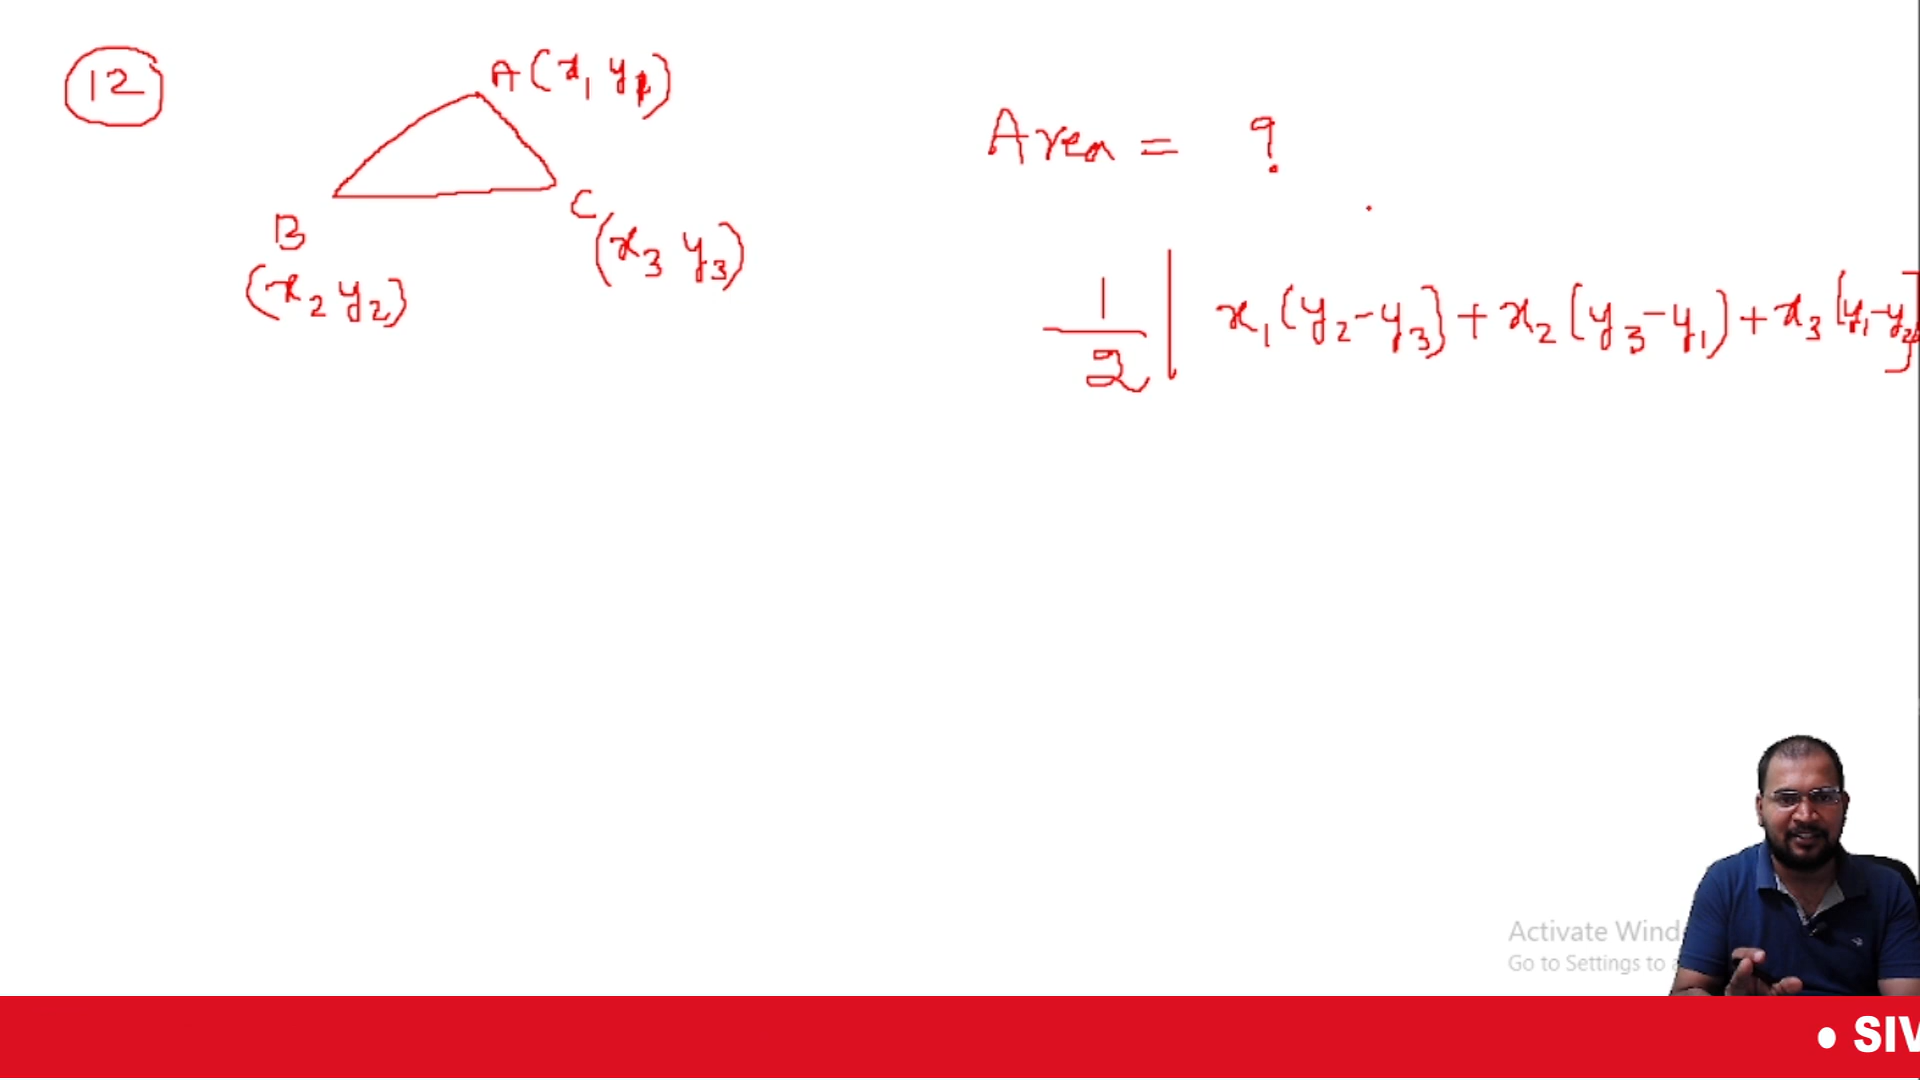 12
A(x₁ y₁)
B
(x₂ y₂)
C
(x₃ y₃)
Area = ?
1/2 | x₁(y₂-y₃)+x₂(y₃-y₁)+x₃[y₁-y₂]
Activate Wind
Go to Settings to
• SIV